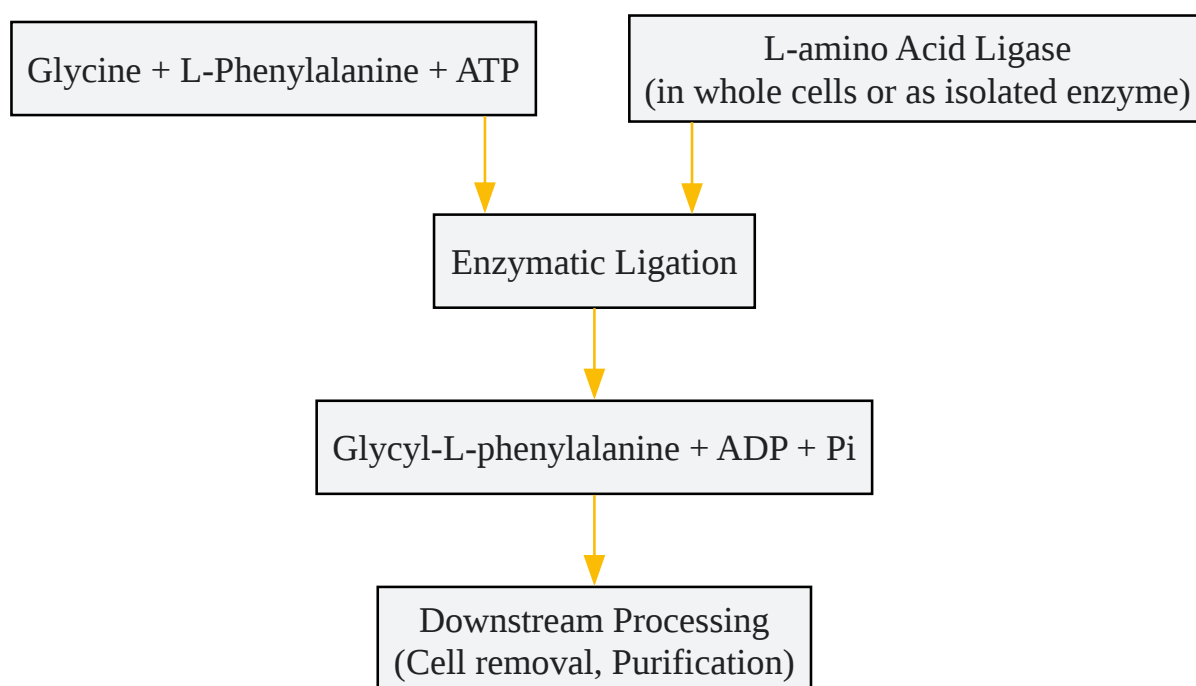 Glycine + L-Phenylalanine + ATP
L-amino Acid Ligase
(in whole cells or as isolated enzyme)
Enzymatic Ligation
Glycyl-L-phenylalanine + ADP + Pi
Downstream Processing
(Cell removal, Purification)